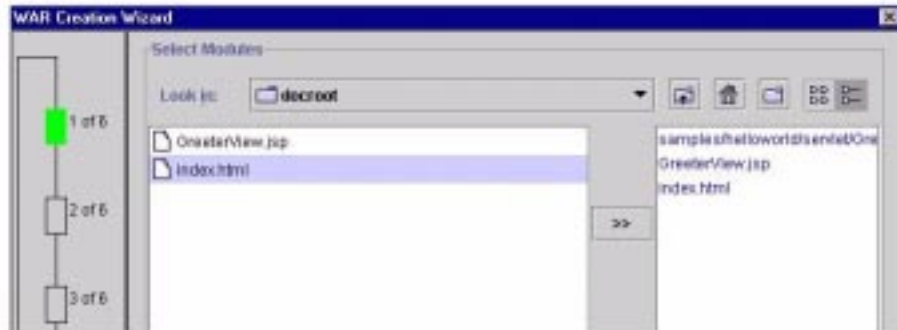 WAR Creation Wizard
Select Modules
Look in: docroot
1 of 6
GreeterView.jsp
index.html
samples/helloworld/servlet/Gre
GreeterView.jsp
index.html
2 of 6
>>
3 of 6